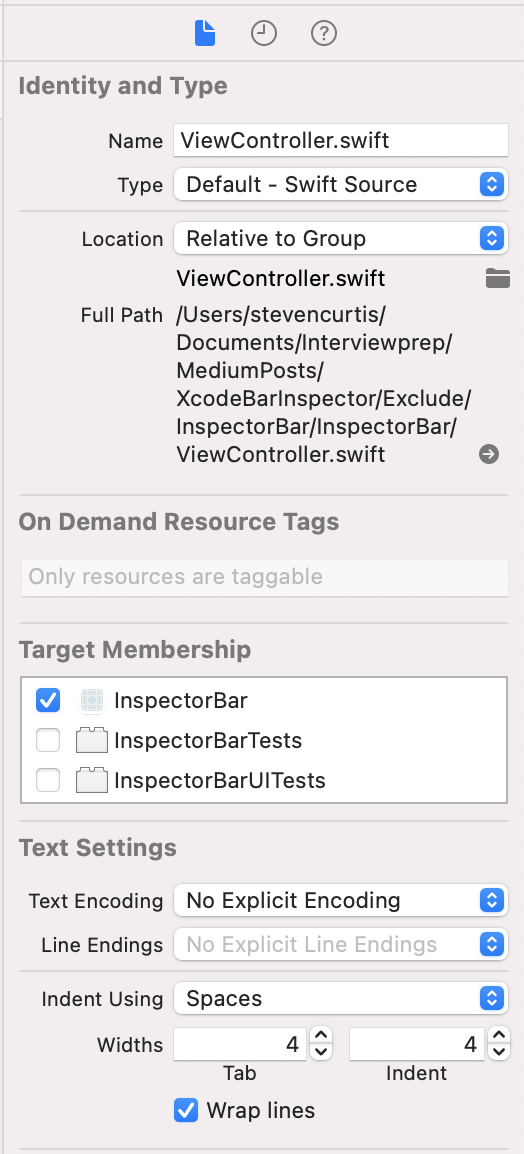 Identity and Type
Name ViewController.swift
Type Default - Swift Source
Location Relative to Group
ViewController.swift
Full Path /Users/stevencurtis/
Documents/Interviewprep/
MediumPosts/
XcodeBarInspector/Exclude/
InspectorBar/InspectorBar/
ViewController.swift
On Demand Resource Tags
Only resources are taggable
Target Membership
InspectorBar
InspectorBarTests
InspectorBarUITests
Text Settings
Text Encoding No Explicit Encoding
Line Endings No Explicit Line Endings
Indent Using Spaces
Widths 4 4
Tab Indent
Wrap lines